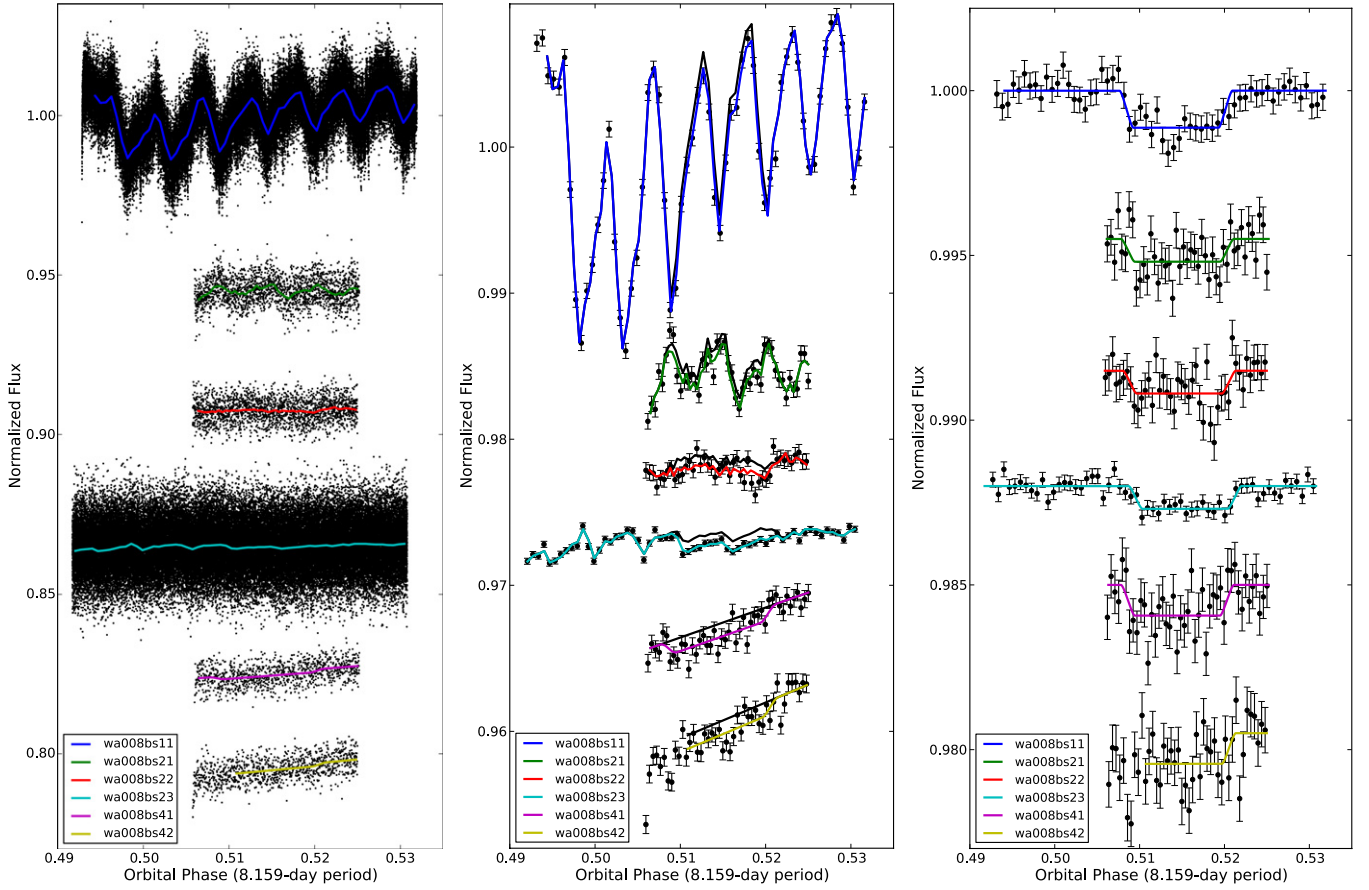 Normalized Flux
1.00
0.95
0.90
0.85
0.80
wa008bs11
wa008bs21
wa008bs22
wa008bs23
wa008bs41
wa008bs42
0.49 0.50 0.51 0.52 0.53
Orbital Phase (8.159-day period)
Normalized Flux
1.00
0.99
0.98
0.97
0.96
wa008bs11
wa008bs21
wa008bs22
wa008bs23
wa008bs41
wa008bs42
0.49 0.50 0.51 0.52 0.53
Orbital Phase (8.159-day period)
Normalized Flux
1.000
0.995
0.990
0.985
0.980
wa008bs11
wa008bs21
wa008bs22
wa008bs23
wa008bs41
wa008bs42
0.49 0.50 0.51 0.52 0.53
Orbital Phase (8.159-day period)